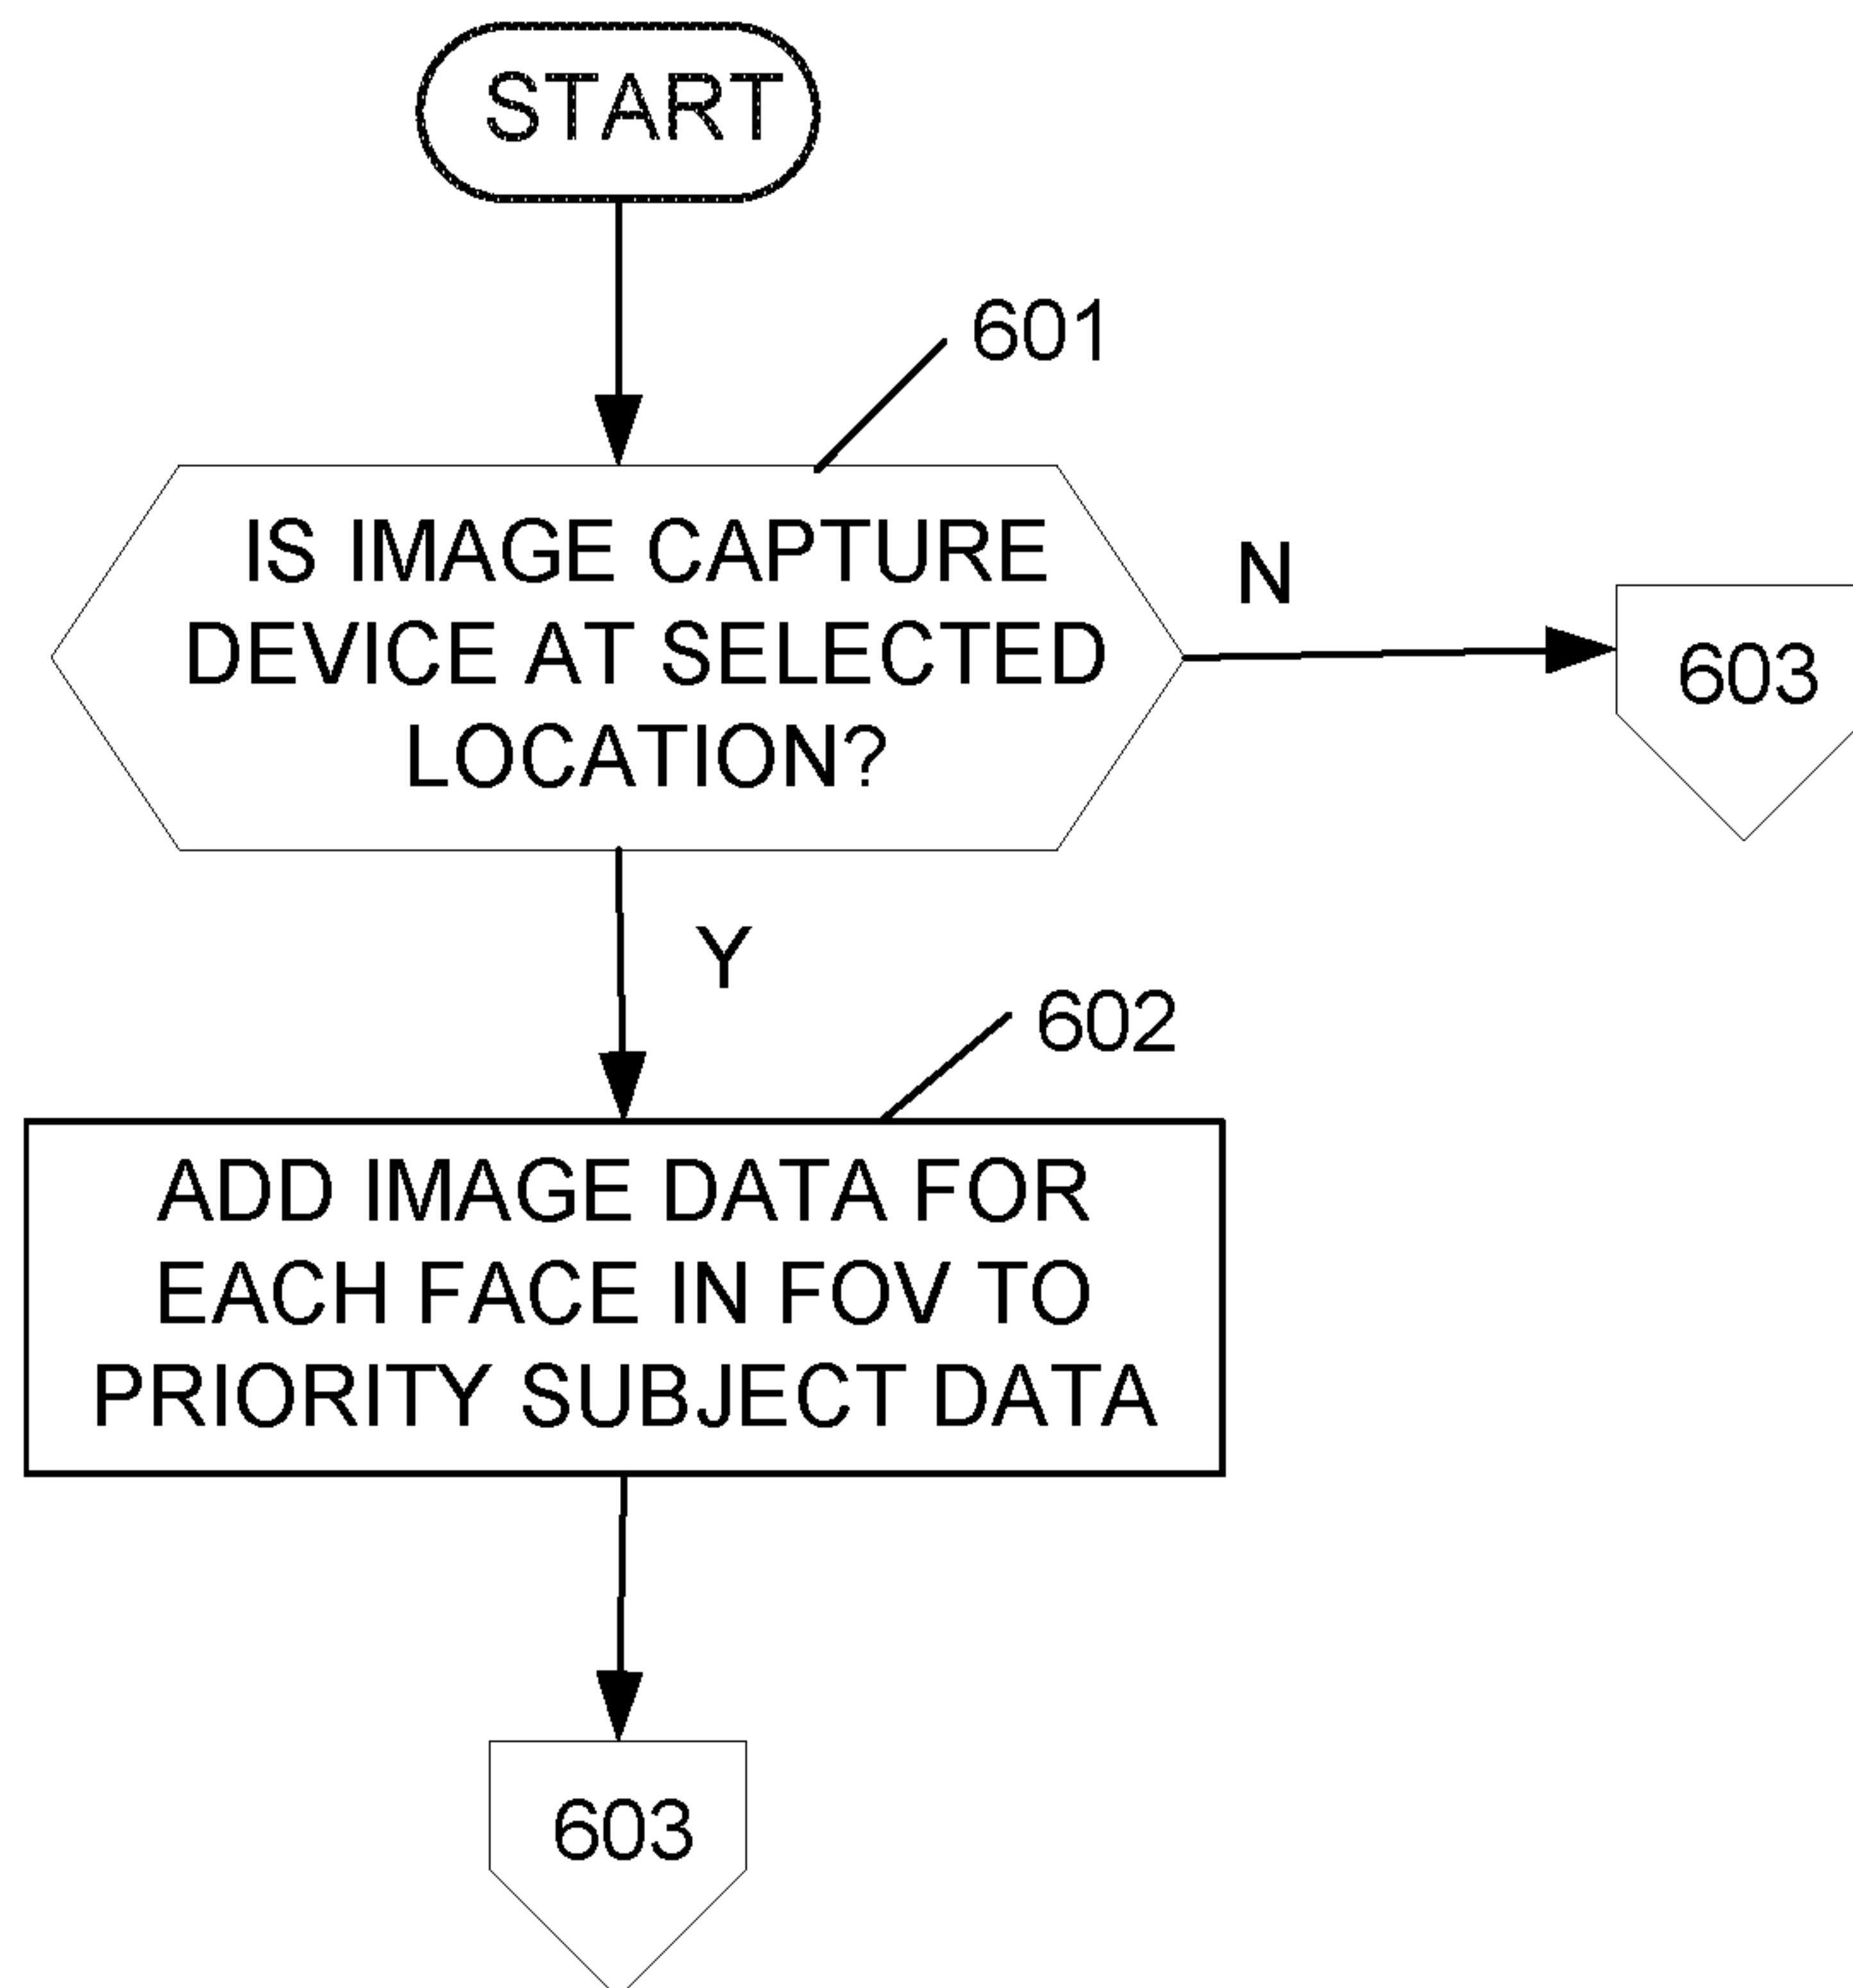 START
601
IS IMAGE CAPTURE
DEVICE AT SELECTED
LOCATION?
N
603
Y
602
ADD IMAGE DATA FOR
EACH FACE IN FOV TO
PRIORITY SUBJECT DATA
603